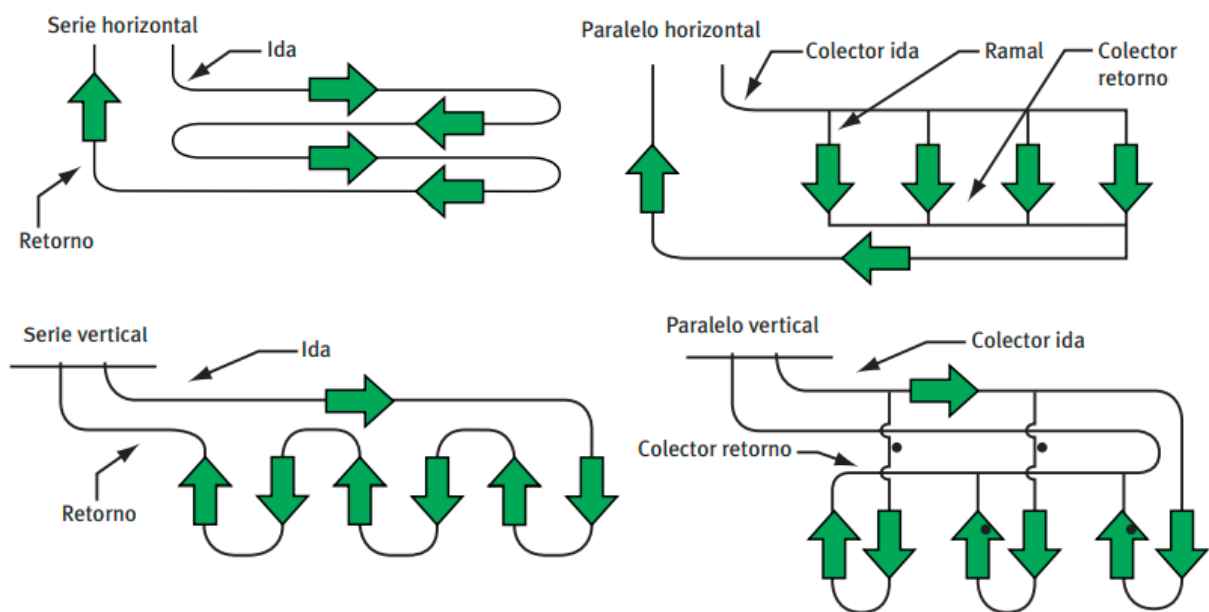 Serie horizontal
Ida
Retorno
Paralelo horizontal
Colector ida
Ramal
Colector
retorno
Serie vertical
Ida
Retorno
Paralelo vertical
Colector ida
Colector retorno